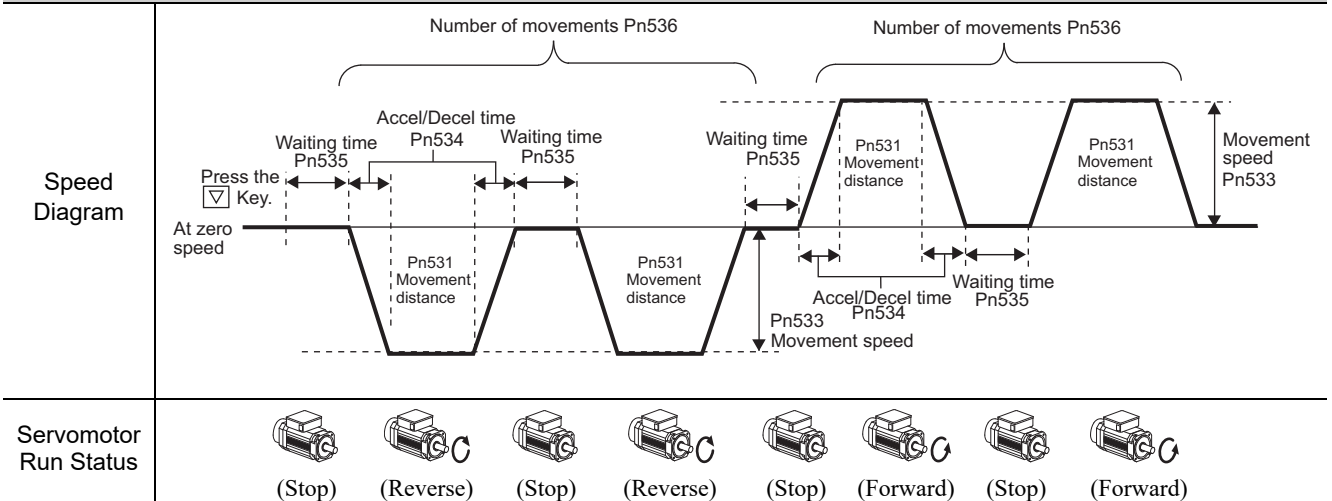 Speed
Diagram
Number of movements Pn536
Number of movements Pn536
Accel/Decel time
Pn534
Waiting time
Pn535
Waiting time
Pn535
Waiting time
Pn535
Press the
▽ Key.
At zero
speed
Pn531
Movement
distance
Pn531
Movement
distance
Pn531
Movement
distance
Pn531
Movement
distance
Movement
speed
Pn533
Pn533
Movement speed
Accel/Decel time
Pn534
Waiting time
Pn535
Servomotor
Run Status
(Stop) (Reverse) (Stop) (Reverse) (Stop) (Forward) (Stop) (Forward)